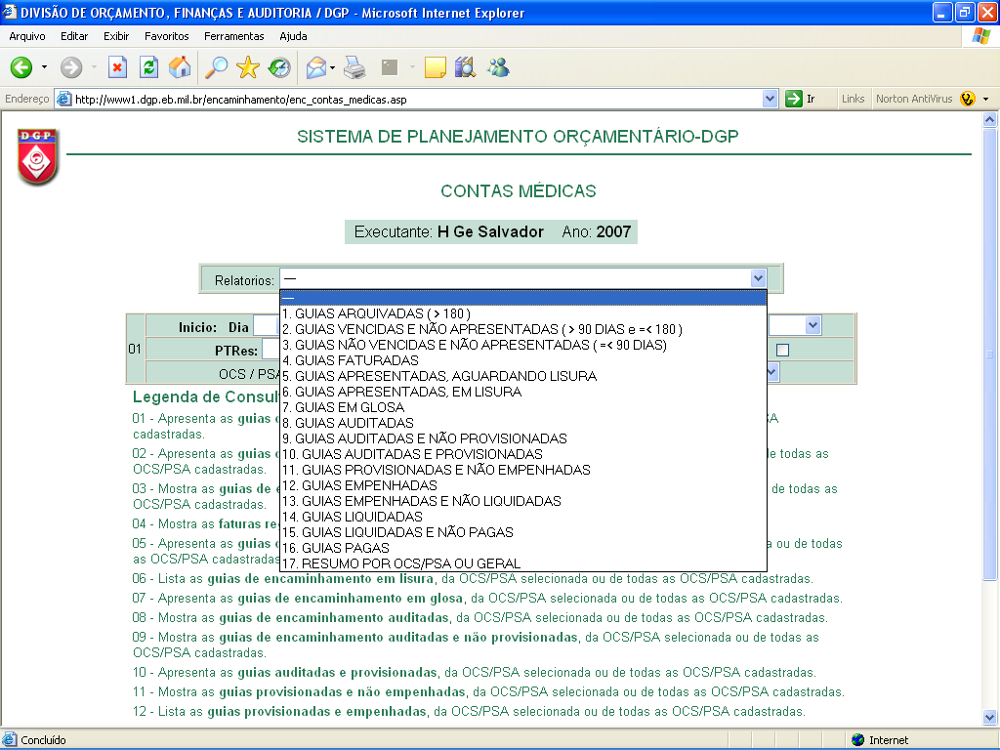 DIVISÃO DE ORÇAMENTO, FINANÇAS E AUDITORIA / DGP - Microsoft Internet Explorer
Arquivo Editar Exibir Favoritos Ferramentas Ajuda
Endereço http://www1.dgp.eb.mil.br/encaminhamento/enc_contas_medicas.asp Ir Links Norton AntiVirus
DGP
SISTEMA DE PLANEJAMENTO ORÇAMENTÁRIO-DGP
CONTAS MÉDICAS
Executante: H Ge Salvador Ano: 2007
Relatorios: ---
---
1. GUIAS ARQUIVADAS ( > 180 )
2. GUIAS VENCIDAS E NÃO APRESENTADAS ( > 90 DIAS e =< 180 )
3. GUIAS NÃO VENCIDAS E NÃO APRESENTADAS ( =< 90 DIAS)
4. GUIAS FATURADAS
5. GUIAS APRESENTADAS, AGUARDANDO LISURA
6. GUIAS APRESENTADAS, EM LISURA
7. GUIAS EM GLOSA
8. GUIAS AUDITADAS
9. GUIAS AUDITADAS E NÃO PROVISIONADAS
10. GUIAS AUDITADAS E PROVISIONADAS
11. GUIAS PROVISIONADAS E NÃO EMPENHADAS
12. GUIAS EMPENHADAS
13. GUIAS EMPENHADAS E NÃO LIQUIDADAS
14. GUIAS LIQUIDADAS
15. GUIAS LIQUIDADAS E NÃO PAGAS
16. GUIAS PAGAS
17. RESUMO POR OCS/PSA OU GERAL
01
Inicio: Dia
PTRes:
OCS / PSA
Legenda de Consul
01 - Apresenta as guias
cadastradas.
02 - Apresenta as guias de todas as
OCS/PSA cadastradas.
03 - Mostra as guias de de todas as
OCS/PSA cadastradas.
04 - Mostra as faturas
05 - Apresenta as guias ou de todas
as OCS/PSA cadastradas
06 - Lista as guias de encaminhamento em lisura, da OCS/PSA selecionada ou de todas as OCS/PSA cadastradas.
07 - Apresenta as guias de encaminhamento em glosa, da OCS/PSA selecionada ou de todas as OCS/PSA cadastradas.
08 - Mostra as guias de encaminhamento auditadas, da OCS/PSA selecionada ou de todas as OCS/PSA cadastradas.
09 - Mostra as guias de encaminhamento auditadas e não provisionadas, da OCS/PSA selecionada ou de todas as
OCS/PSA cadastradas.
10 - Apresenta as guias auditadas e provisionadas, da OCS/PSA selecionada ou de todas as OCS/PSA cadastradas.
11 - Mostra as guias provisionadas e não empenhadas, da OCS/PSA selecionada ou de todas as OCS/PSA cadastradas.
12 - Lista as guias provisionadas e empenhadas, da OCS/PSA selecionada ou de todas as OCS/PSA cadastradas.
Concluído Internet